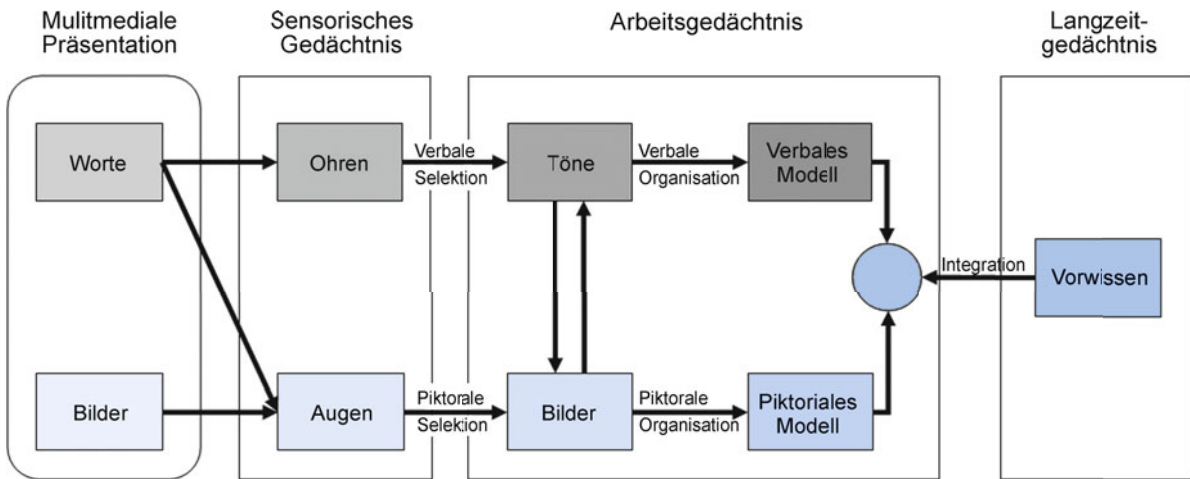 Mulitmediale
Präsentation
Sensorisches
Gedächtnis
Arbeitsgedächtnis
Langzeit-
gedächtnis
Worte
Ohren
Verbale
Selektion
Töne
Verbale
Organisation
Verbales
Modell
Integration
Vorwissen
Bilder
Augen
Piktorale
Selektion
Bilder
Piktorale
Organisation
Piktoriales
Modell